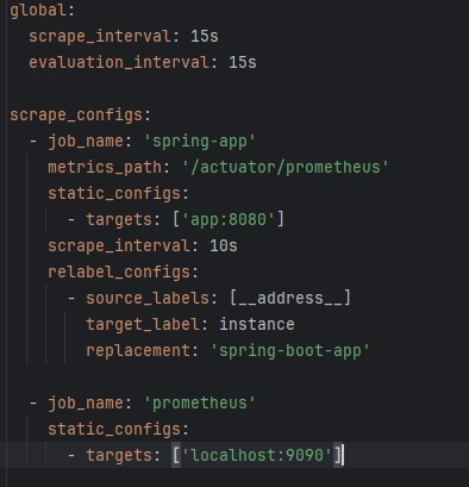 global:
  scrape_interval: 15s
  evaluation_interval: 15s

scrape_configs:
  - job_name: 'spring-app'
    metrics_path: '/actuator/prometheus'
    static_configs:
      - targets: ['app:8080']
    scrape_interval: 10s
    relabel_configs:
      - source_labels: [__address__]
        target_label: instance
        replacement: 'spring-boot-app'

  - job_name: 'prometheus'
    static_configs:
      - targets: ['localhost:9090']